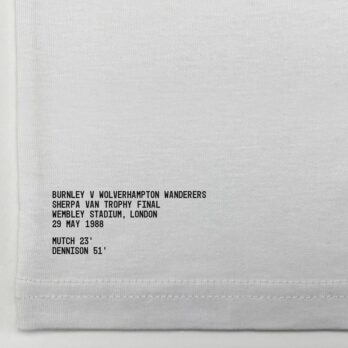 BURNLEY V WOLVERHAMPTON WANDERERS
SHERPA VAN TROPHY FINAL
WEMBLEY STADIUM, LONDON
29 MAY 1988
MUTCH 23'
DENNISON 51'